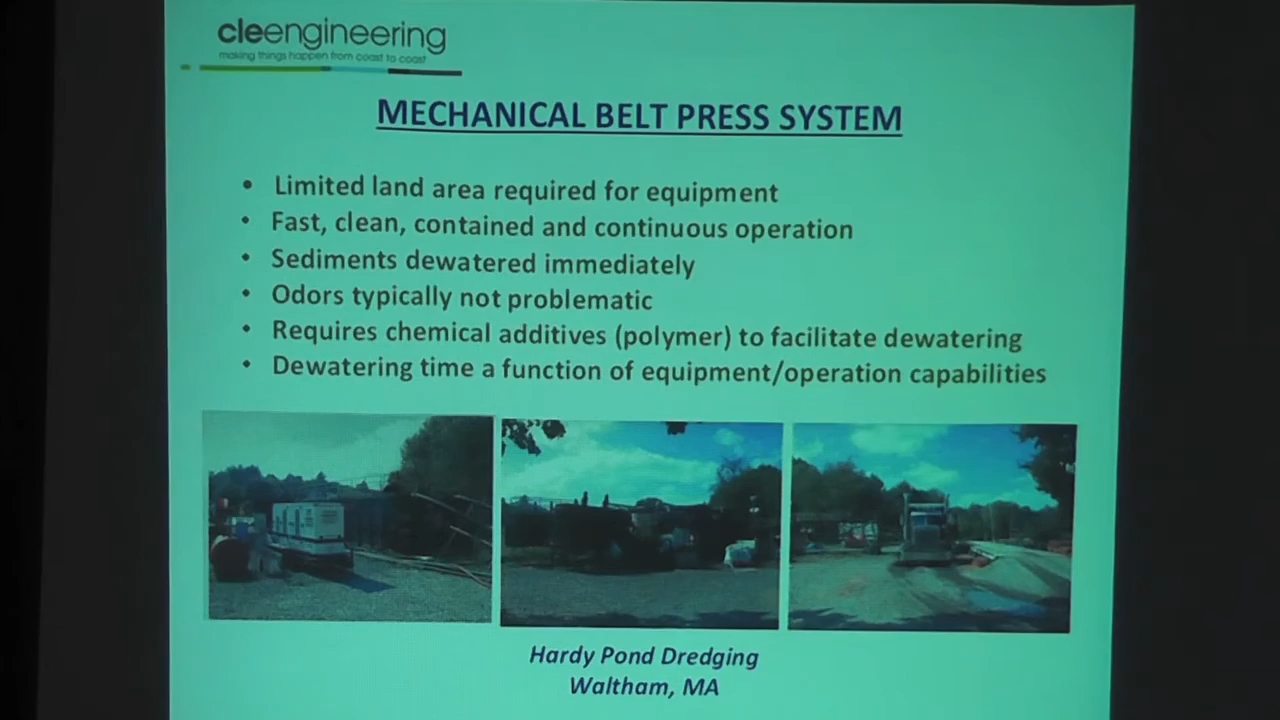 cleengineering
making things happen from coast to coast
MECHANICAL BELT PRESS SYSTEM
• Limited land area required for equipment
• Fast, clean, contained and continuous operation
• Sediments dewatered immediately
• Odors typically not problematic
• Requires chemical additives (polymer) to facilitate dewatering
• Dewatering time a function of equipment/operation capabilities
Hardy Pond Dredging
Waltham, MA